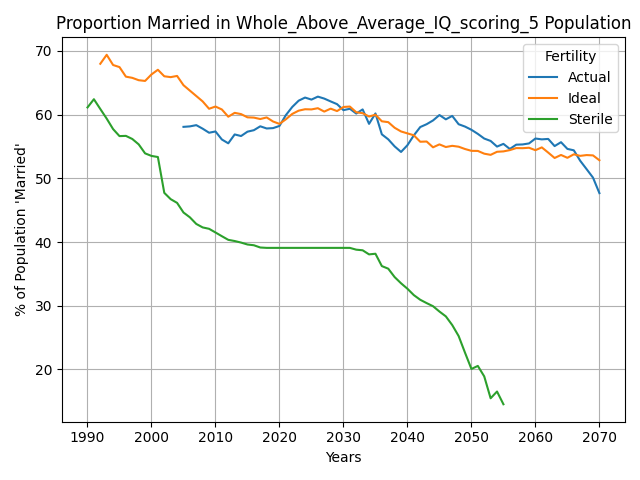 Proportion Married in Whole_Above_Average_IQ_scoring_5 Population
Fertility
Actual
Ideal
Sterile
% of Population 'Married'
70
60
50
40
30
20
1990 2000 2010 2020 2030 2040 2050 2060 2070
Years